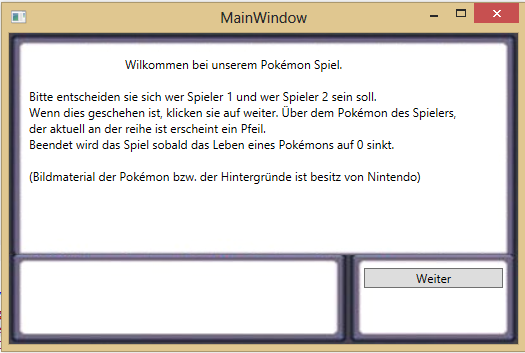 MainWindow
Willkommen bei unserem Pokémon Spiel.
Bitte entscheiden sie sich wer Spieler 1 und wer Spieler 2 sein soll.
Wenn dies geschehen ist, klicken sie auf weiter. Über dem Pokémon des Spielers,
der aktuell an der reihe ist erscheint ein Pfeil.
Beendet wird das Spiel sobald das Leben eines Pokémons auf 0 sinkt.
(Bildmaterial der Pokémon bzw. der Hintergründe ist besitz von Nintendo)
Weiter